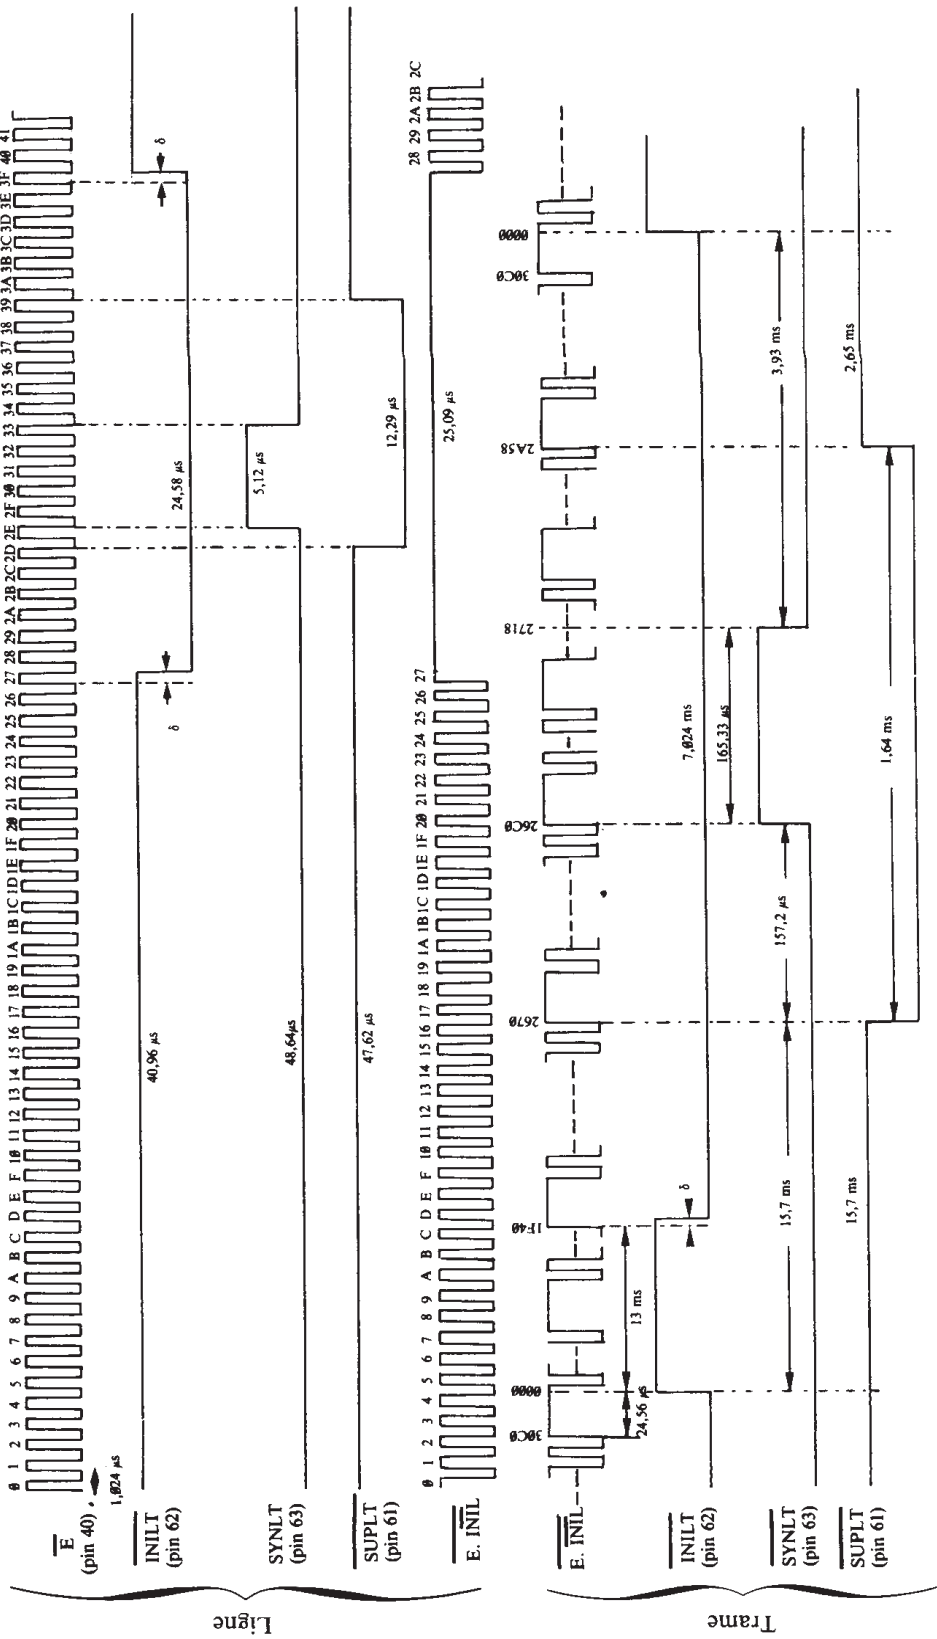 Ligne
E
(pin 40)
0 1 2 3 4 5 6 7 8 9 A B C D E F 10 11 12 13 14 15 16 17 18 19 1A 1B 1C 1D 1E 1F 20 21 22 23 24 25 26 27 28 29 2A 2B 2C 2D 2E 2F 30 31 32 33 34 35 36 37 38 39 3A 3B 3C 3D 3E 3F 40 41
1,024 µs
INILT
(pin 62)
40,96 µs
δ
24,58 µs
δ
SYNLT
(pin 63)
48,64µs
5,12 µs
SUPLT
(pin 61)
47,62 µs
12,29 µs
E. INIL
0 1 2 3 4 5 6 7 8 9 A B C D E F 10 11 12 13 14 15 16 17 18 19 1A 1B 1C 1D 1E 1F 20 21 22 23 24 25 26 27
25,09 µs
28 29 2A 2B 2C
Trame
E. INIL
30C0 0000 1F40 2670 26C0 2718 2A58 30C0 0000
INILT
(pin 62)
24,56 µs
13 ms
δ
7,024 ms
SYNLT
(pin 63)
15,7 ms
157,2 µs
165,33 µs
3,93 ms
SUPLT
(pin 61)
15,7 ms
1,64 ms
2,65 ms